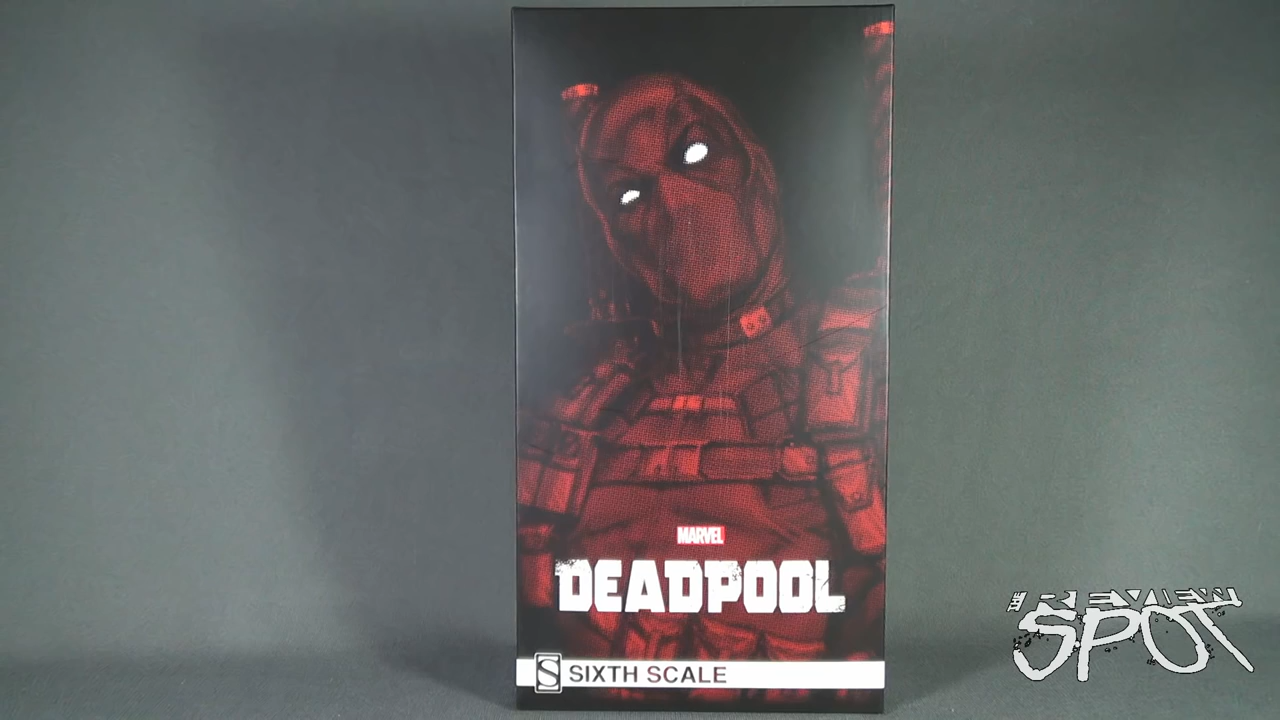 MARVEL
DEADPOOL
S SIXTH SCALE
THE REVIEW
SPOT